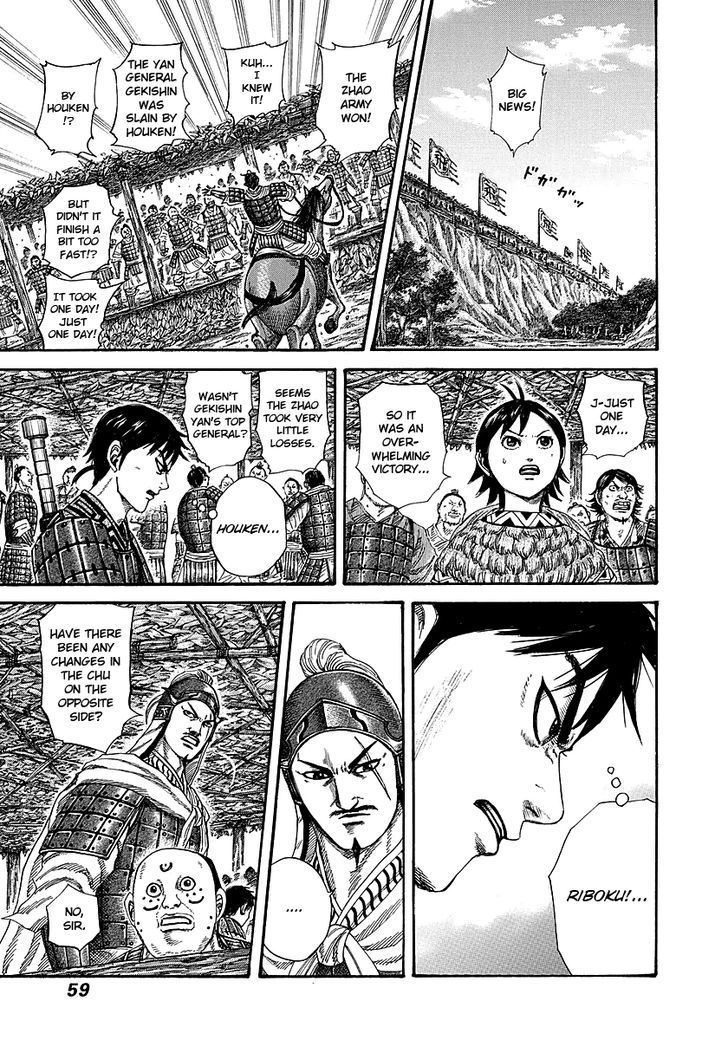 BIG
NEWS!
ドガガガッ
THE
ZHAO
ARMY
WON!
KUH...
I
KNEW
IT!
THE YAN
GENERAL
GEKISHIN
WAS
SLAIN BY
HOUKEN!
BY
HOUKEN
!?
BUT
DIDN'T IT
FINISH A
BIT TOO
FAST!?
IT TOOK
ONE DAY!
JUST
ONE DAY!
J-JUST
ONE
DAY...
SO IT
WAS AN
OVER-
WHELMING
VICTORY...
SEEMS
THE ZHAO
TOOK VERY
LITTLE
LOSSES.
WASN'T
GEKISHIN
YAN'S TOP
GENERAL?
HOUKEN...
RIBOKU!...
....
HAVE THERE
BEEN ANY
CHANGES IN
THE CHU
ON THE
OPPOSITE
SIDE?
NO,
SIR.
59